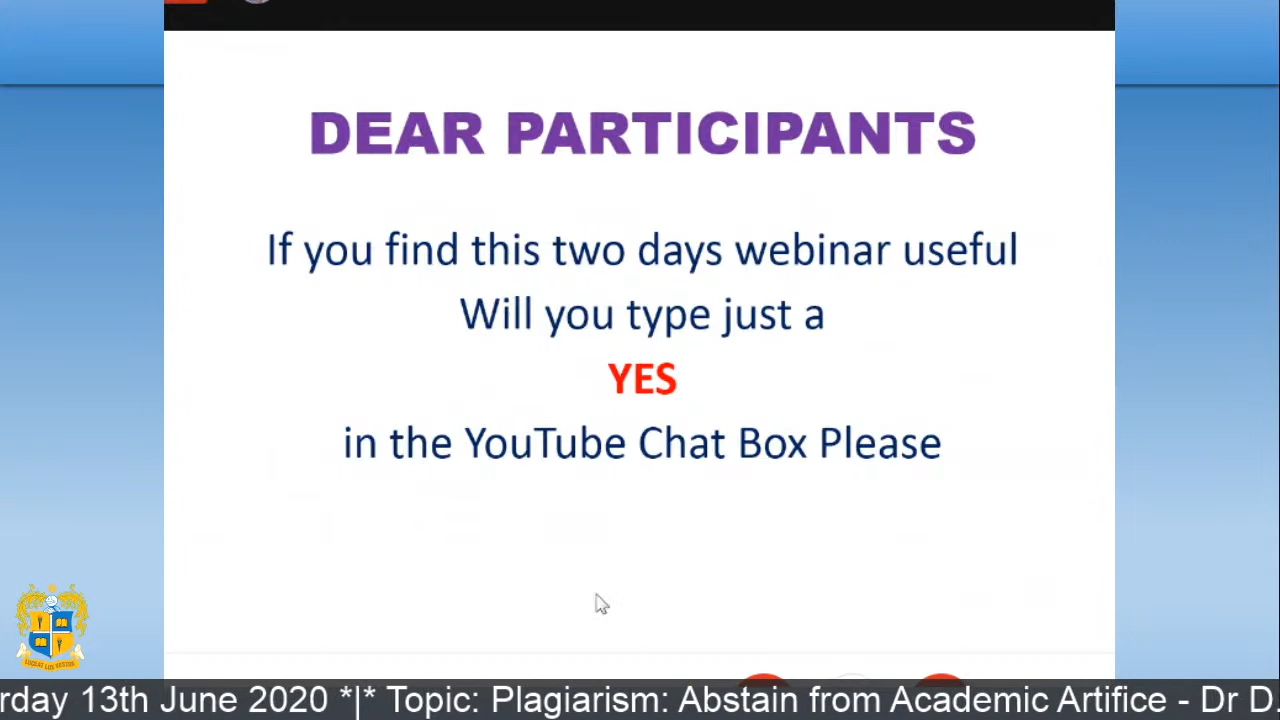 DEAR PARTICIPANTS
If you find this two days webinar useful
Will you type just a
YES
in the YouTube Chat Box Please
rday 13th June 2020 *|* Topic: Plagiarism: Abstain from Academic Artifice - Dr D.